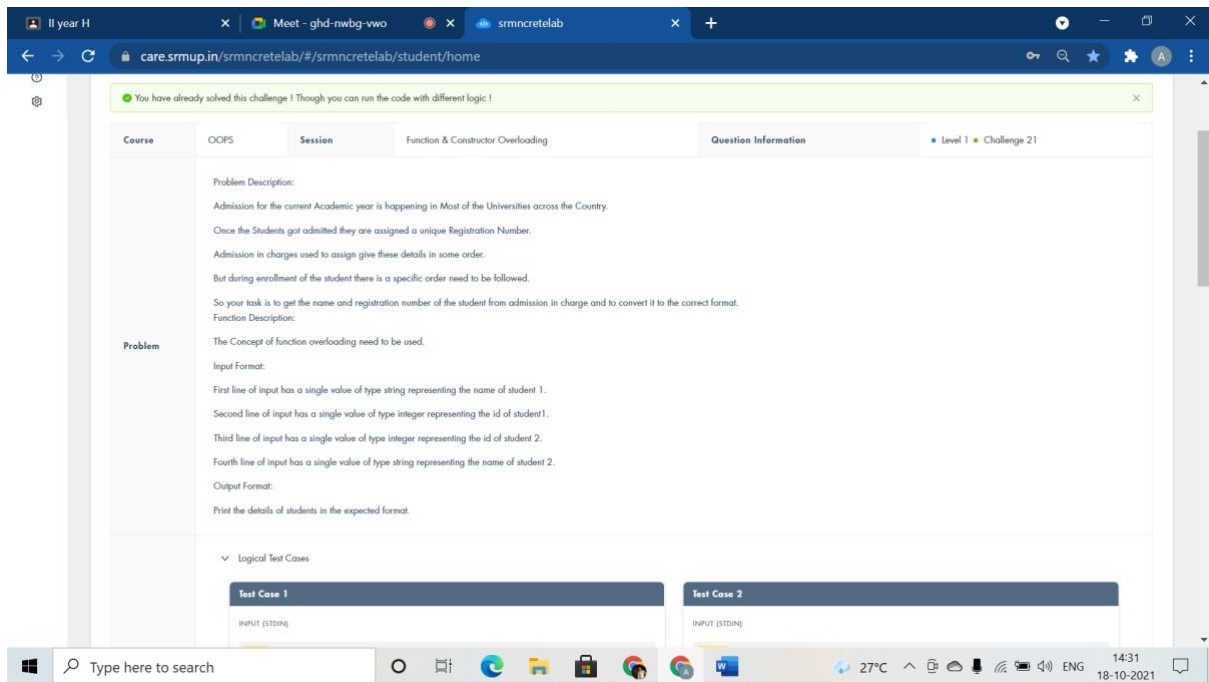 II year H
Meet - ghd-nwbg-vwo
srmncretelab
care.srmup.in/srmncretelab/#/srmncretelab/student/home
A
You have already solved this challenge ! Though you can run the code with different logic !
Course OOPS Session Function & Constructor Overloading Question Information Level 1 Challenge 21
Problem Description:
Admission for the current Academic year is happening in Most of the Universities across the Country.
Once the Students got admitted they are assigned a unique Registration Number.
Admission in charges used to assign give these details in some order.
But during enrollment of the student there is a specific order need to be followed.
So your task is to get the name and registration number of the student from admission in charge and to convert it to the correct format.
Function Description:
Problem
The Concept of function overloading need to be used.
Input Format:
First line of input has a single value of type string representing the name of student 1.
Second line of input has a single value of type integer representing the id of student1.
Third line of input has a single value of type integer representing the id of student 2.
Fourth line of input has a single value of type string representing the name of student 2.
Output Format:
Print the details of students in the expected format.
Logical Test Cases
Test Case 1
INPUT (STDIN)
Test Case 2
INPUT (STDIN)
Type here to search
27°C
ENG
14:31
18-10-2021